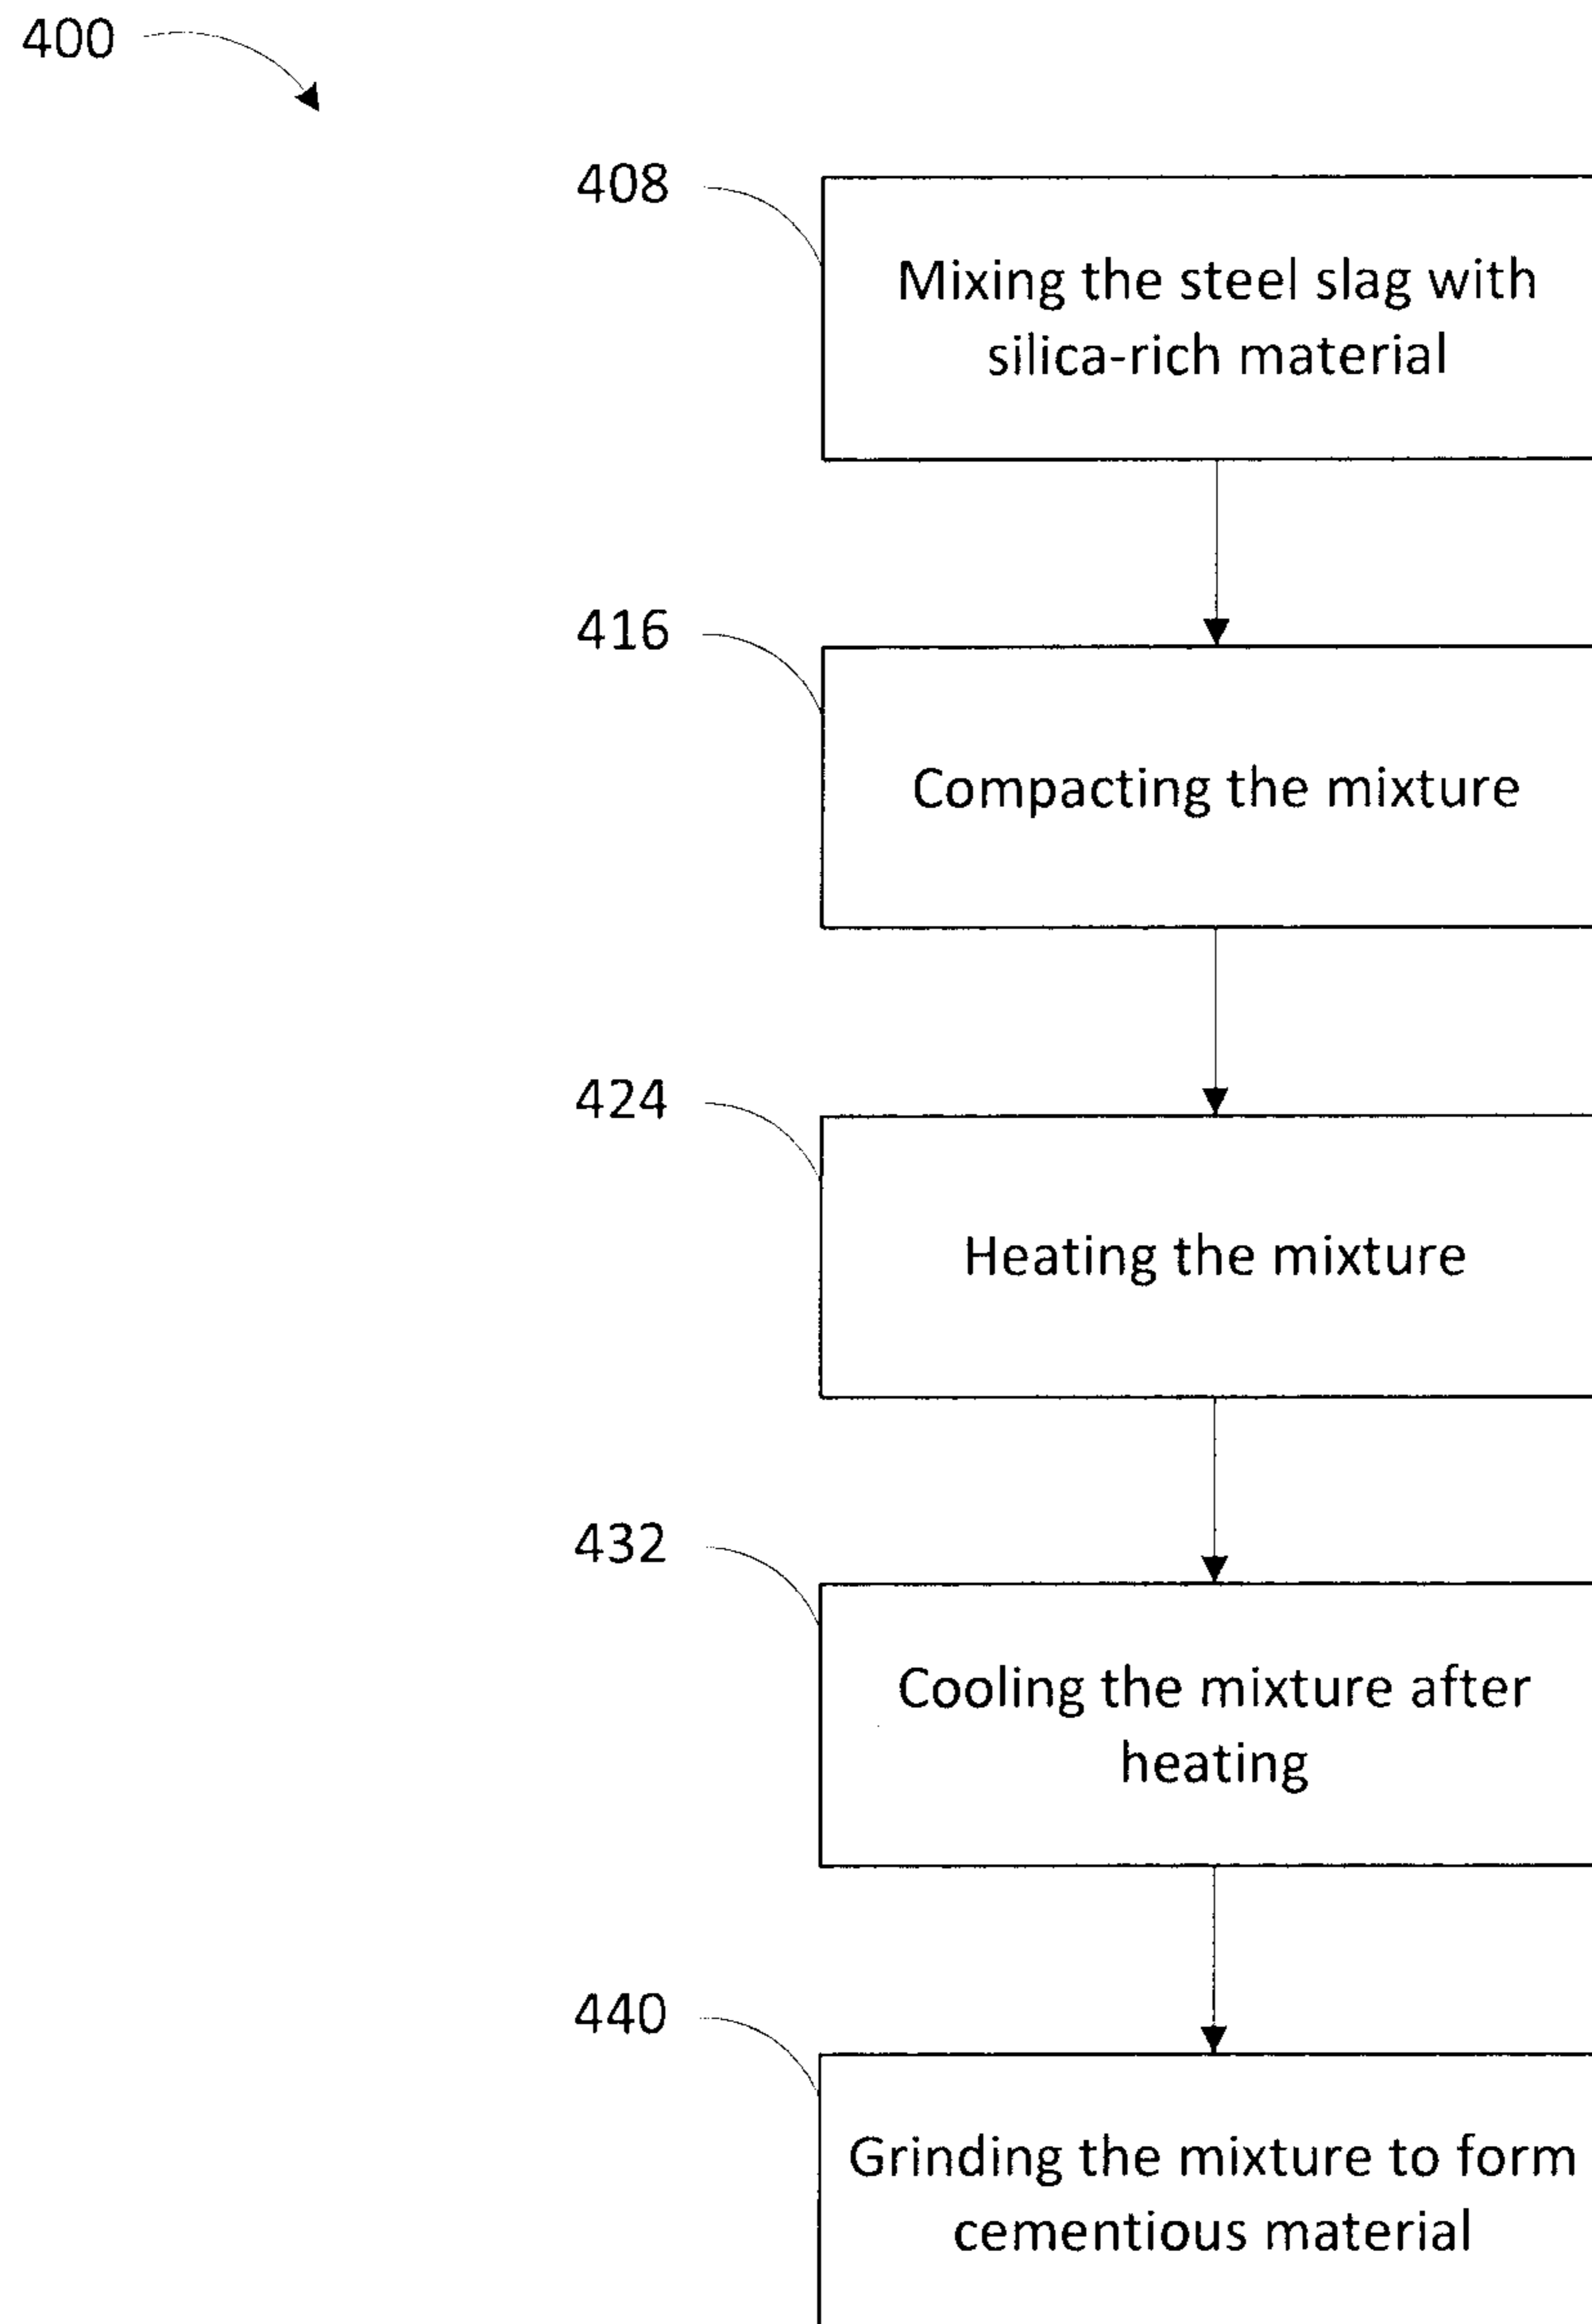 400
408
Mixing the steel slag with
silica-rich material
416
Compacting the mixture
424
Heating the mixture
432
Cooling the mixture after
heating
440
Grinding the mixture to form
cementious material